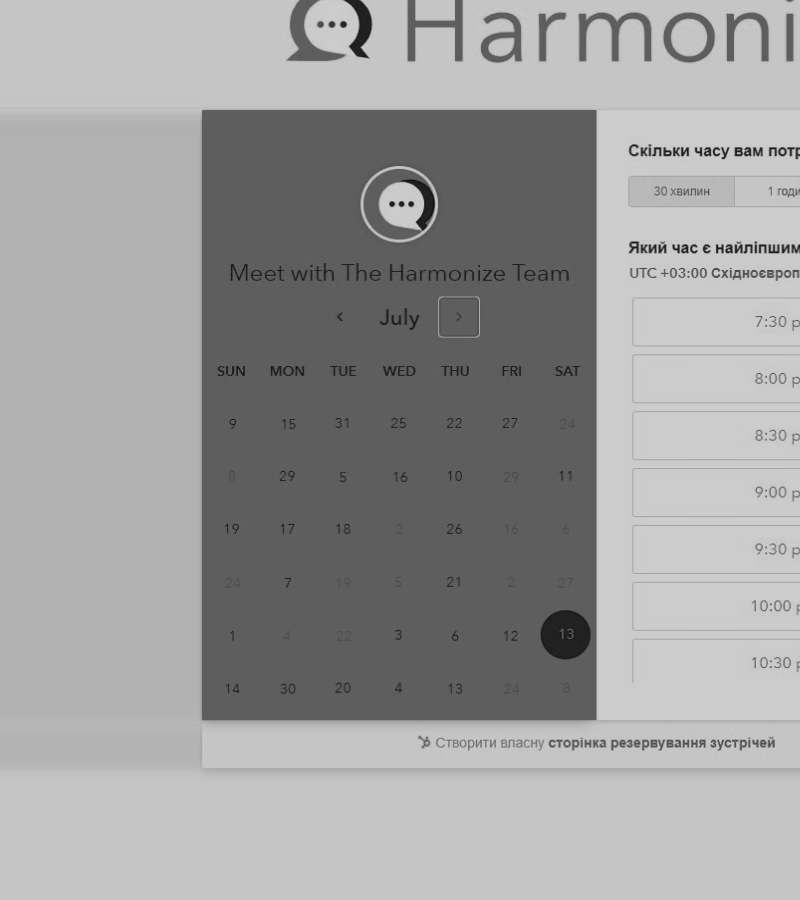 Harmoni
Meet with The Harmonize Team
July
SUN MON TUE WED THU FRI SAT
9 15 31 25 22 27 24
8 29 5 16 10 29 11
19 17 18 2 26 16 6
24 7 19 5 21 2 27
1 4 22 3 6 12 13
14 30 20 4 13 24 8
Скільки часу вам потр
30 хвилин 1 годи
Який час є найліпшим
UTC +03:00 Східноєвроп
7:30 p
8:00 p
8:30 p
9:00 p
9:30 p
10:00 p
10:30 p
Створити власну сторінка резервування зустрічей